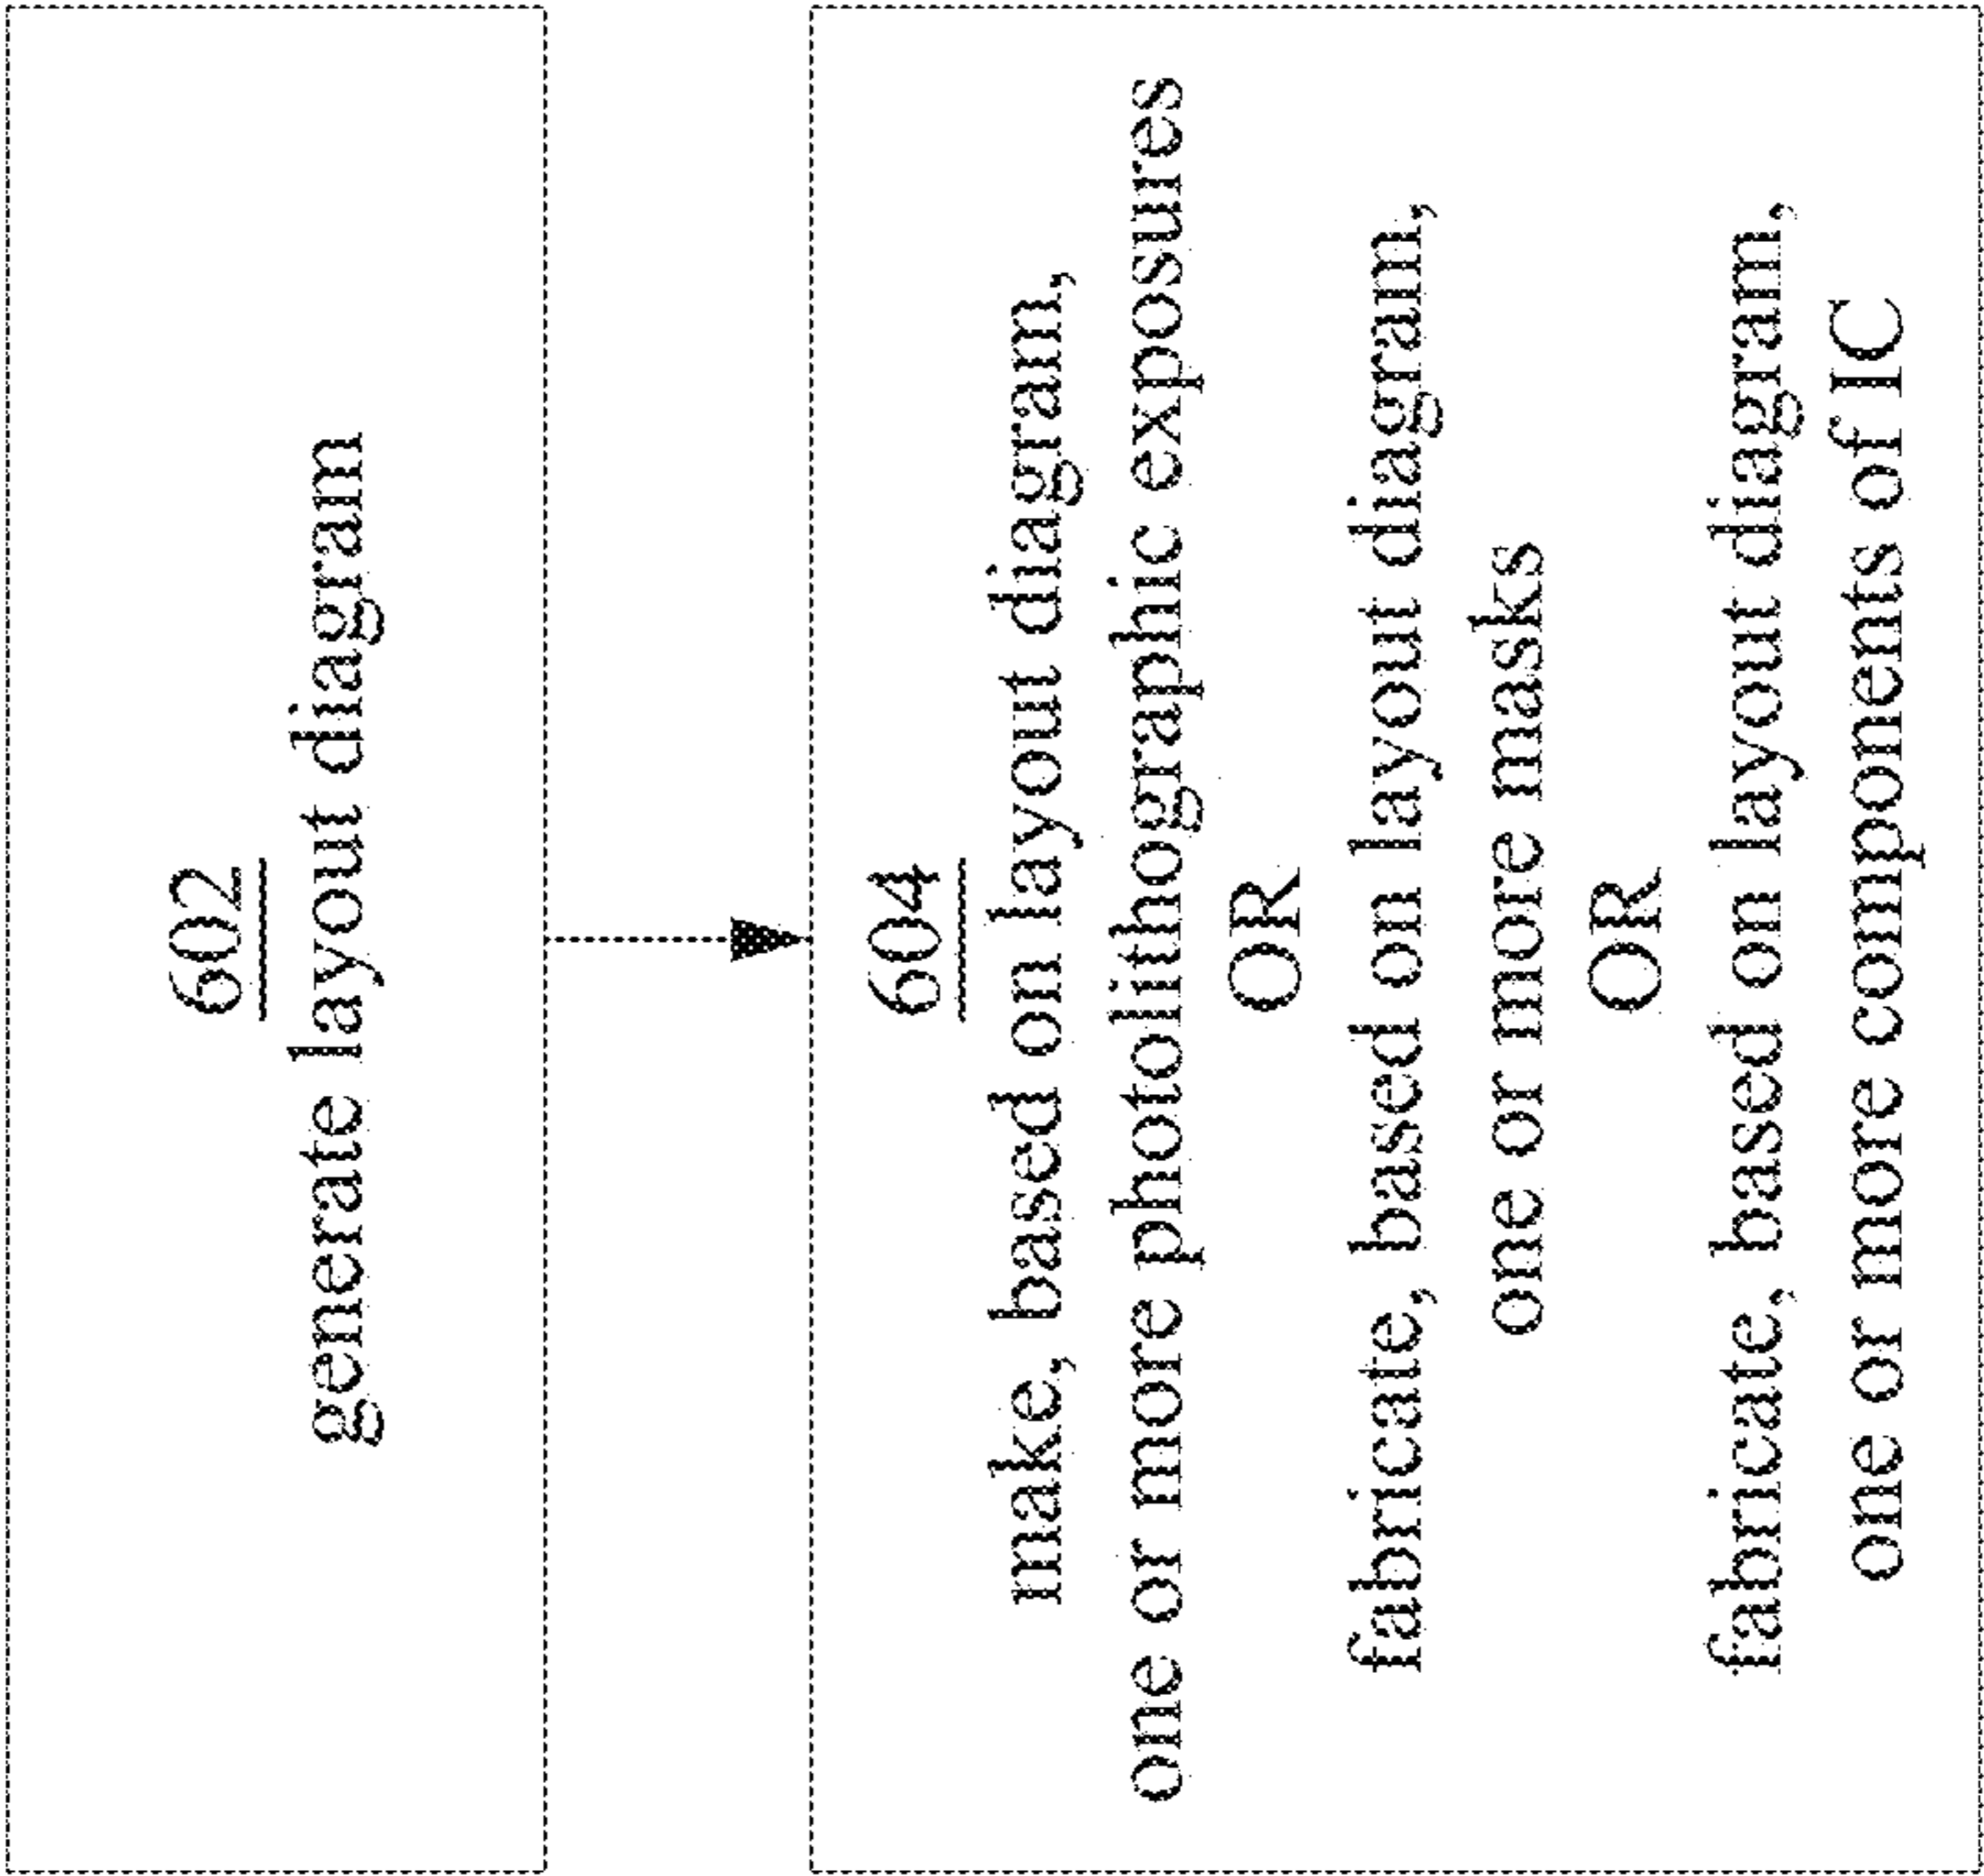 602
generate layout diagram
604
make, based on layout diagram,
one or more photolithographic exposures
OR
fabricate, based on layout diagram,
one or more masks
OR
fabricate, based on layout diagram,
one or more components of IC